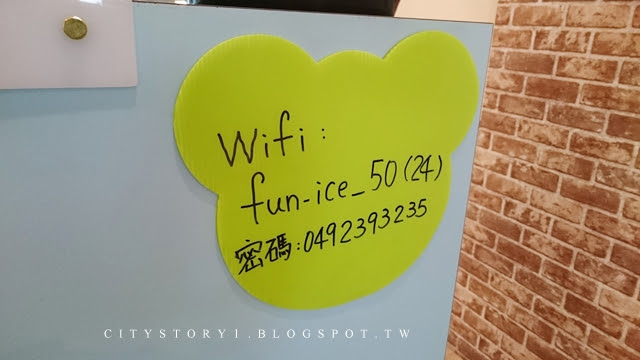 Wifi:
fun-ice_50(24)
密碼:0492393235
CITYSTORY1.BLOGSPOT.TW